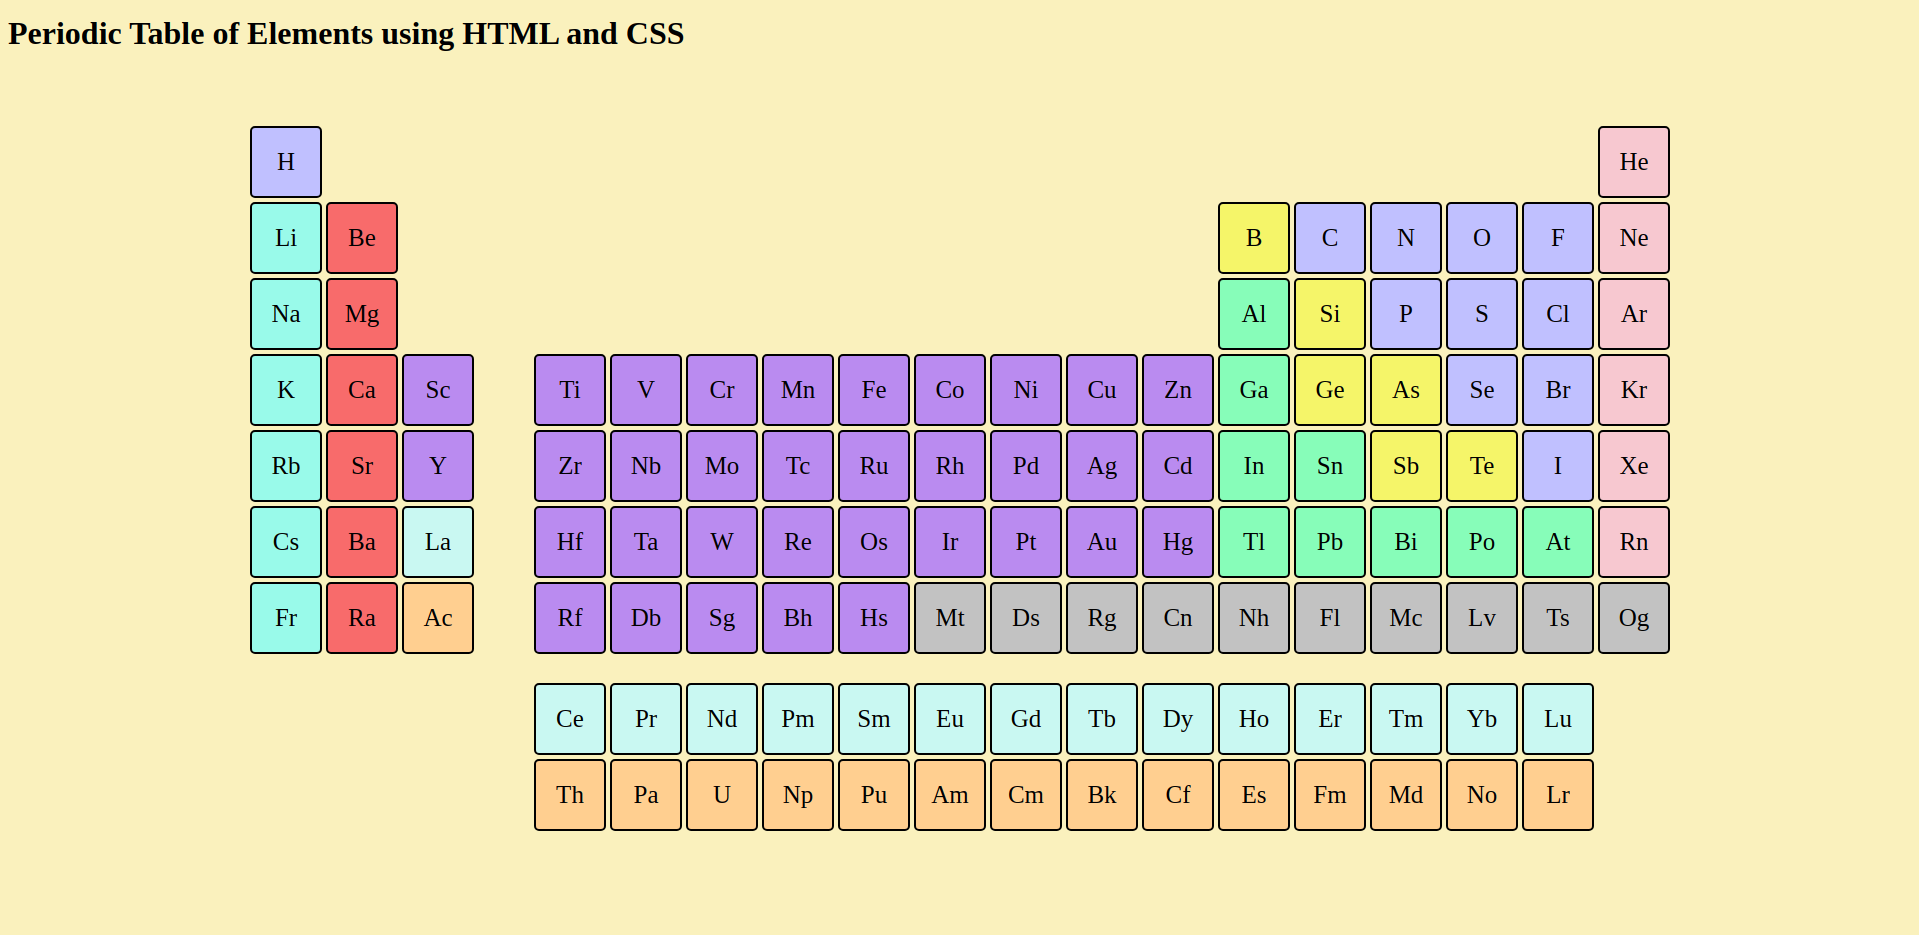 Periodic Table of Elements using HTML and CSS
H He
Li Be B C N O F Ne
Na Mg Al Si P S Cl Ar
K Ca Sc Ti V Cr Mn Fe Co Ni Cu Zn Ga Ge As Se Br Kr
Rb Sr Y Zr Nb Mo Tc Ru Rh Pd Ag Cd In Sn Sb Te I Xe
Cs Ba La Hf Ta W Re Os Ir Pt Au Hg Tl Pb Bi Po At Rn
Fr Ra Ac Rf Db Sg Bh Hs Mt Ds Rg Cn Nh Fl Mc Lv Ts Og
Ce Pr Nd Pm Sm Eu Gd Tb Dy Ho Er Tm Yb Lu
Th Pa U Np Pu Am Cm Bk Cf Es Fm Md No Lr